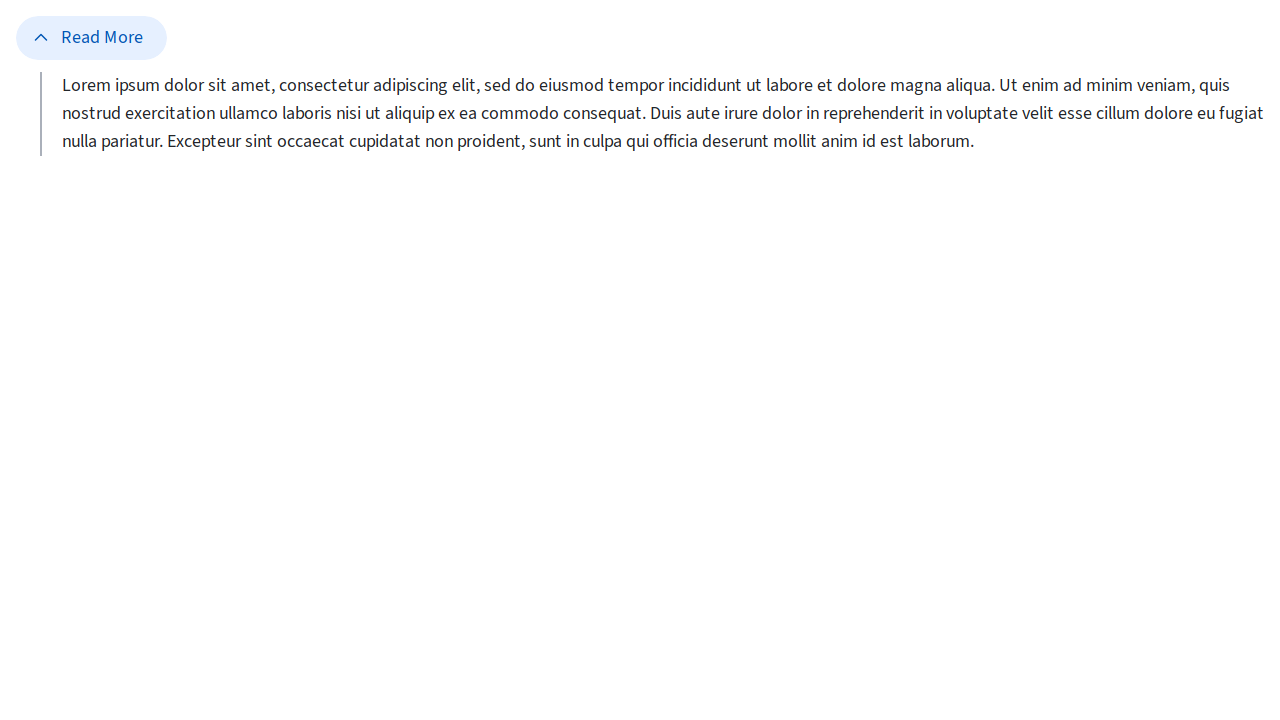 Read More
Lorem ipsum dolor sit amet, consectetur adipiscing elit, sed do eiusmod tempor incididunt ut labore et dolore magna aliqua. Ut enim ad minim veniam, quis
nostrud exercitation ullamco laboris nisi ut aliquip ex ea commodo consequat. Duis aute irure dolor in reprehenderit in voluptate velit esse cillum dolore eu fugiat
nulla pariatur. Excepteur sint occaecat cupidatat non proident, sunt in culpa qui officia deserunt mollit anim id est laborum.